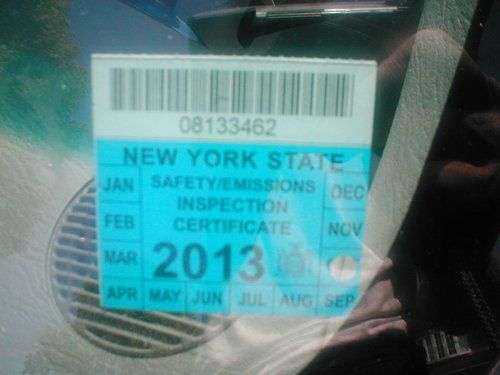 08133462
NEW YORK STATE
JAN SAFETY/EMISSIONS DEC
FEB INSPECTION NOV
CERTIFICATE
MAR 2013
APR MAY JUN JUL AUG SEP